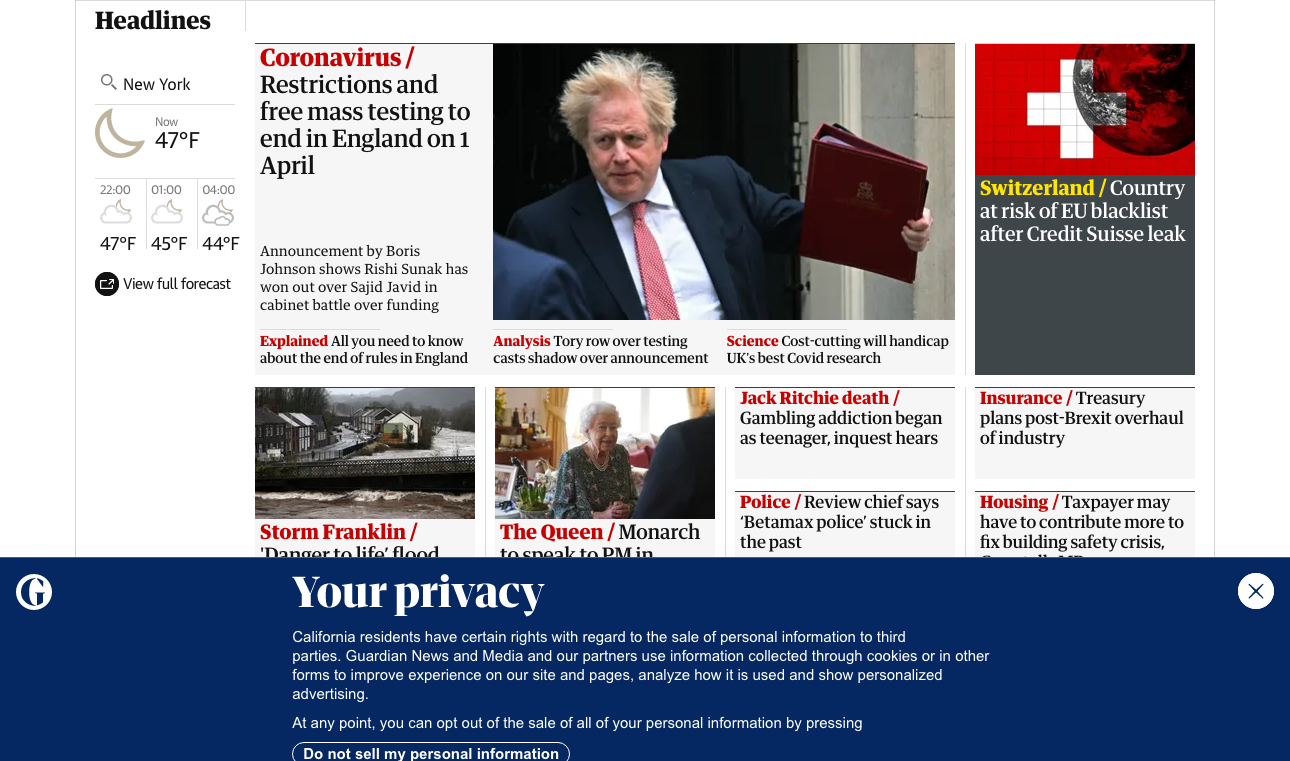 Headlines
New York
Now
47°F
22:00
01:00
04:00
47°F
45°F
44°F
View full forecast
Coronavirus /
Restrictions and
free mass testing to
end in England on 1
April
Announcement by Boris
Johnson shows Rishi Sunak has
won out over Sajid Javid in
cabinet battle over funding
Explained All you need to know
about the end of rules in England
Analysis Tory row over testing
casts shadow over announcement
Science Cost-cutting will handicap
UK's best Covid research
Switzerland / Country
at risk of EU blacklist
after Credit Suisse leak
Storm Franklin /
'Danger to life' flood
The Queen / Monarch
to speak to PM in
Jack Ritchie death /
Gambling addiction began
as teenager, inquest hears
Police / Review chief says
‘Betamax police’ stuck in
the past
Insurance / Treasury
plans post-Brexit overhaul
of industry
Housing / Taxpayer may
have to contribute more to
fix building safety crisis,
Your privacy
California residents have certain rights with regard to the sale of personal information to third
parties. Guardian News and Media and our partners use information collected through cookies or in other
forms to improve experience on our site and pages, analyze how it is used and show personalized
advertising.
At any point, you can opt out of the sale of all of your personal information by pressing
Do not sell my personal information